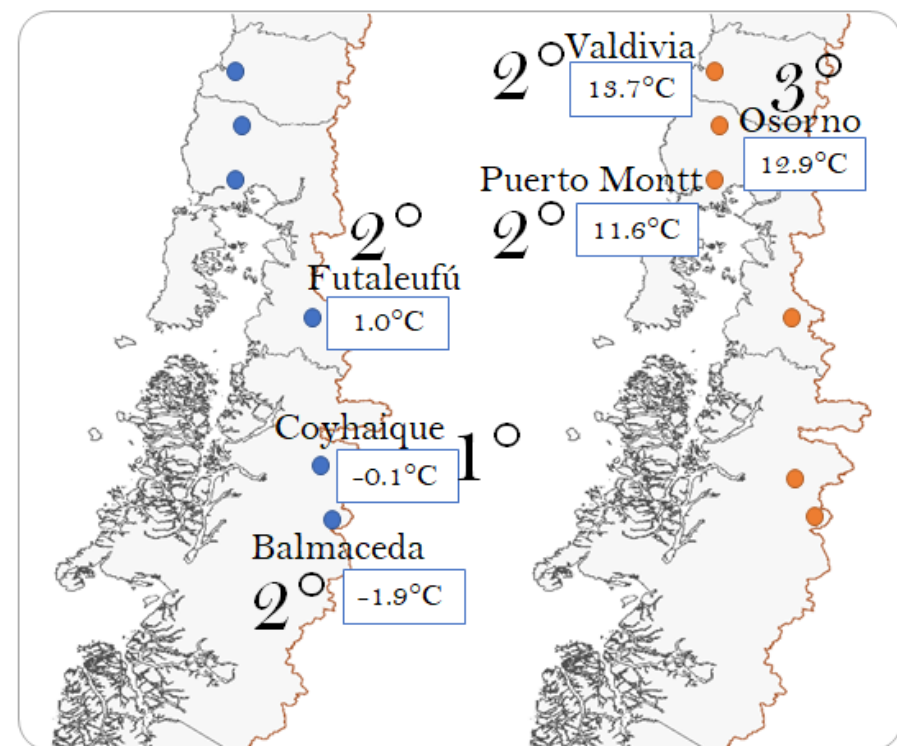 2°
Futaleufú
1.0°C
Coyhaique
-0.1°C
1°
Balmaceda
2°
-1.9°C
2°
Valdivia
13.7°C
3°
Osorno
12.9°C
Puerto Montt
2°
11.6°C